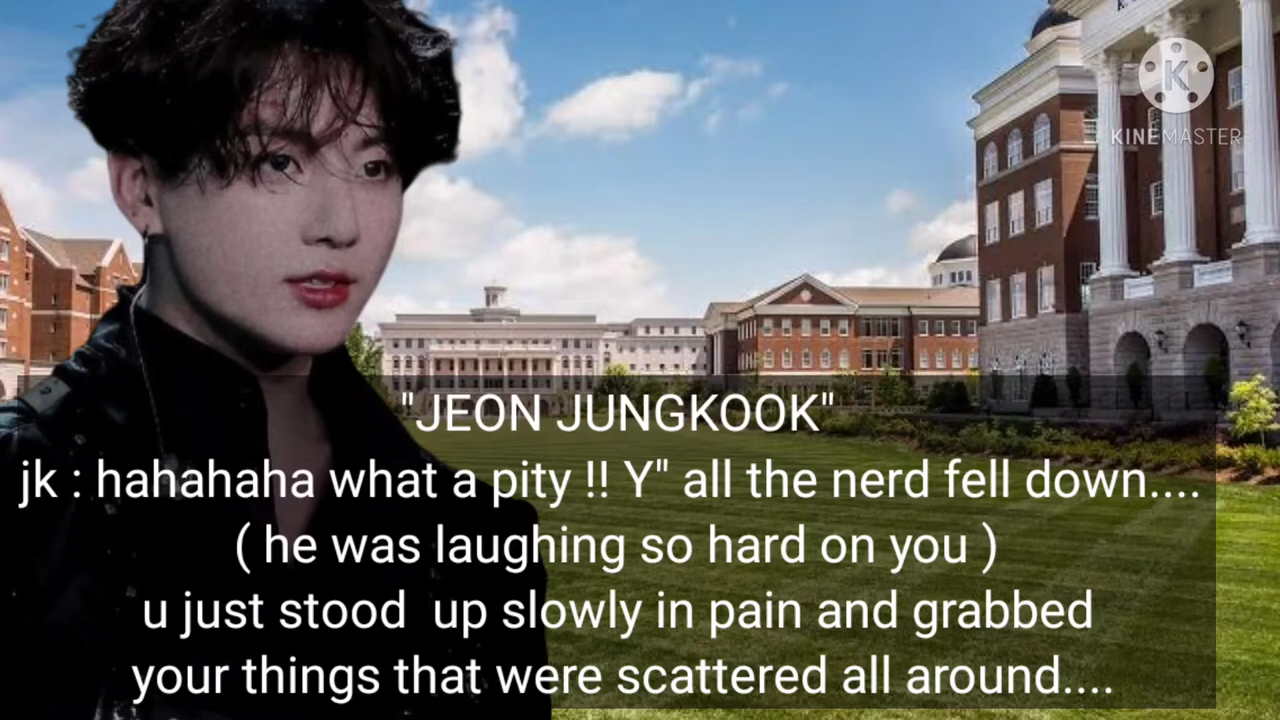 KINEMASTER
" JEON JUNGKOOK"
jk : hahahaha what a pity !! Y" all the nerd fell down....
( he was laughing so hard on you )
u just stood up slowly in pain and grabbed
your things that were scattered all around....